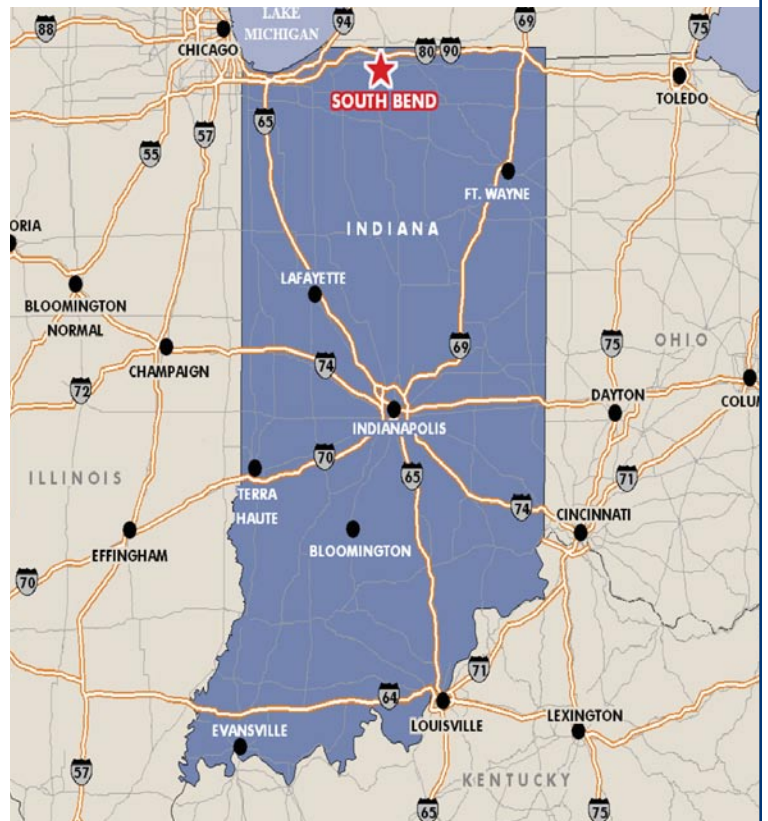 LAKE
MICHIGAN
94
69
88
75
CHICAGO
80
90
SOUTH BEND
TOLEDO
65
57
55
FT. WAYNE
ORIA
INDIANA
LAFAYETTE
BLOOMINGTON
NORMAL
69
75
OHIO
CHAMPAIGN
74
72
DAYTON
COLU
INDIANAPOLIS
70
65
71
ILLINOIS
TERRA
HAUTE
74
CINCINNATI
BLOOMINGTON
EFFINGHAM
70
71
64
LOUISVILLE
LEXINGTON
EVANSVILLE
57
KENTUCKY
65
75